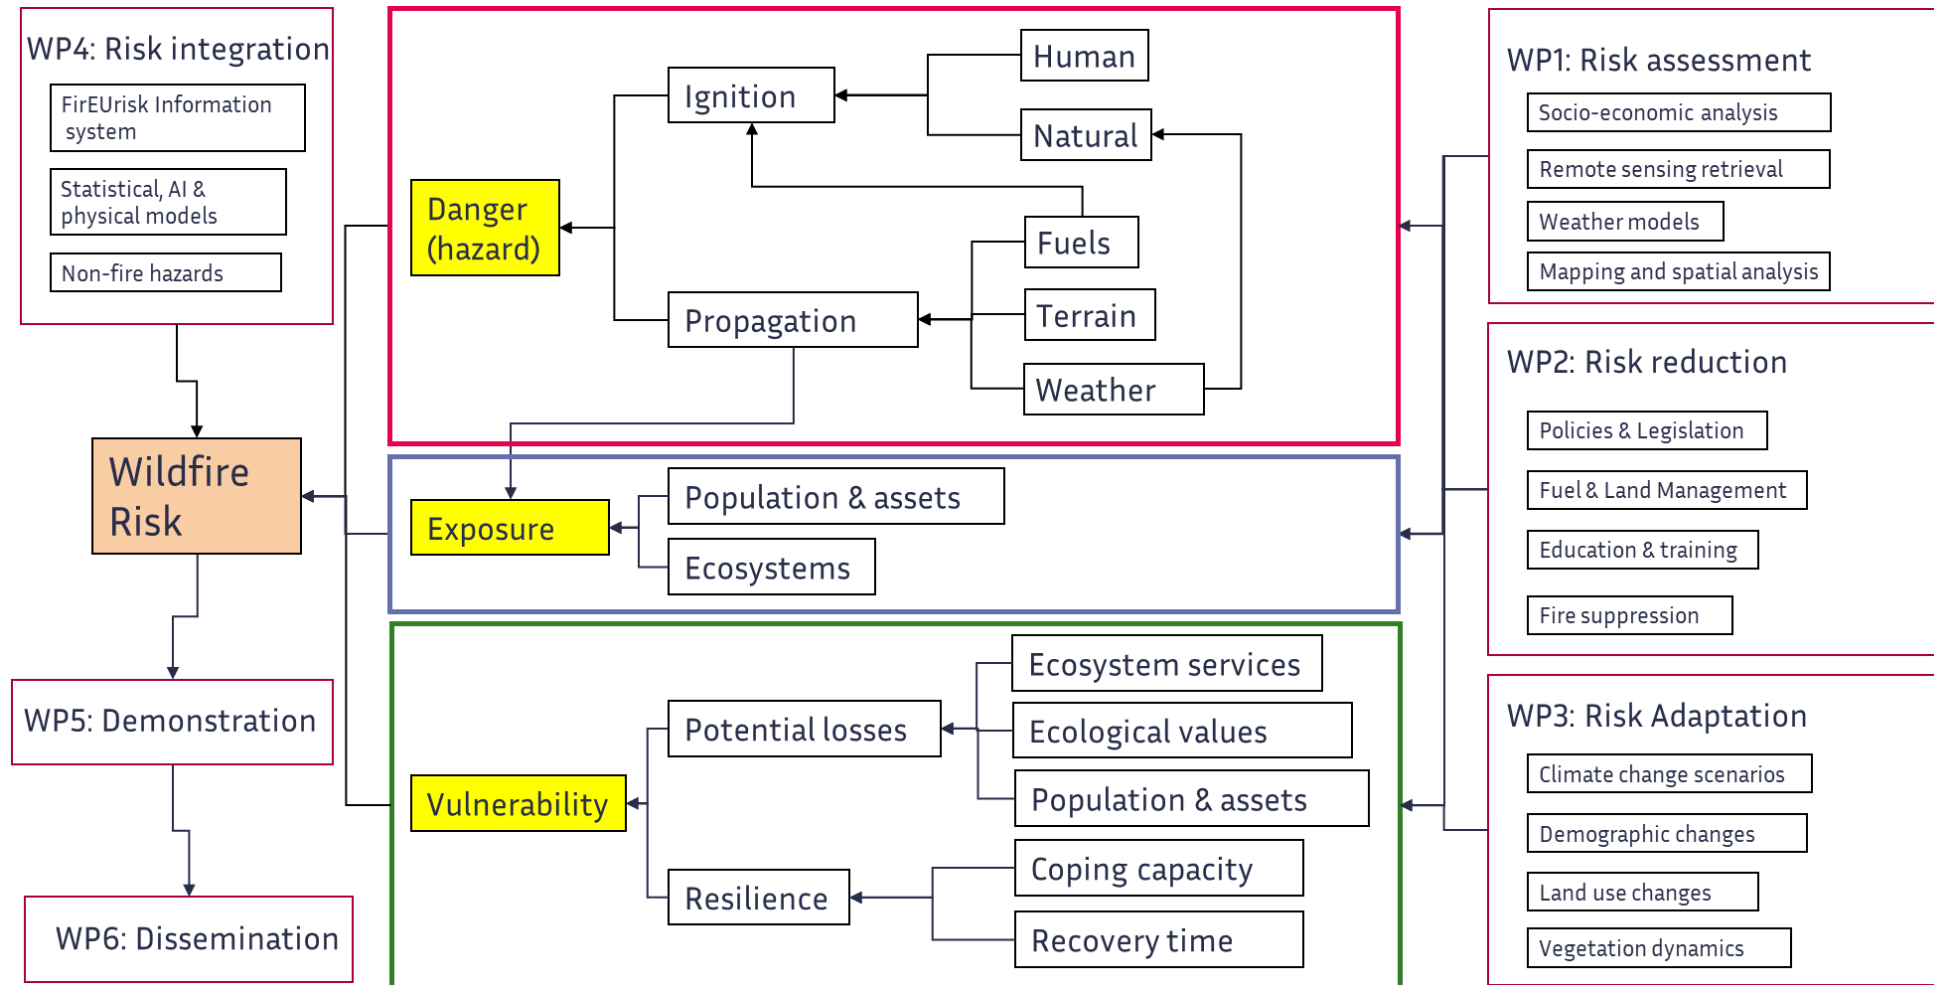 WP4: Risk integration
FirEUrisk Information
system
Statistical, AI &
physical models
Non-fire hazards
Wildfire
Risk
WP5: Demonstration
WP6: Dissemination
Danger
(hazard)
Ignition
Human
Natural
Propagation
Fuels
Terrain
Weather
Exposure
Population & assets
Ecosystems
Vulnerability
Potential losses
Ecosystem services
Ecological values
Population & assets
Resilience
Coping capacity
Recovery time
WP1: Risk assessment
Socio-economic analysis
Remote sensing retrieval
Weather models
Mapping and spatial analysis
WP2: Risk reduction
Policies & Legislation
Fuel & Land Management
Education & training
Fire suppression
WP3: Risk Adaptation
Climate change scenarios
Demographic changes
Land use changes
Vegetation dynamics